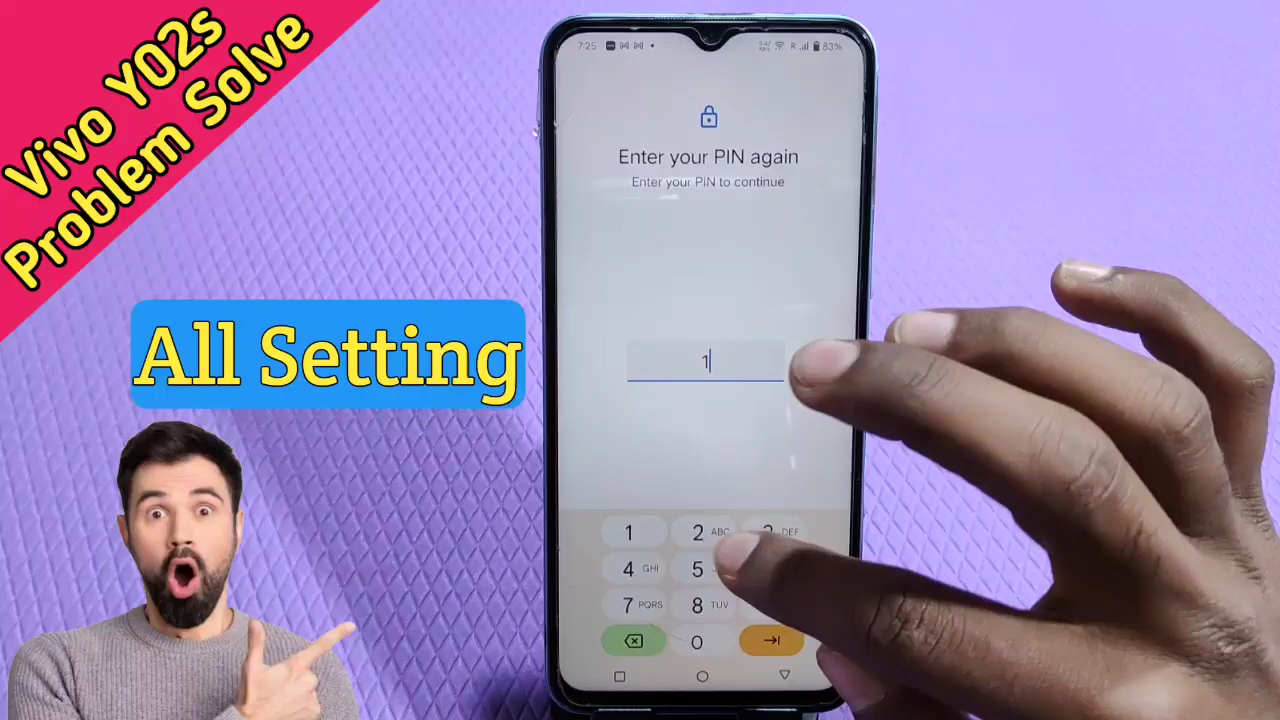 Vivo Y02s
Problem Solve
All Setting
7:25
R
83%
Enter your PIN again
Enter your PIN to continue
1
1
2 ABC
DEF
4 GHI
5
7 PQRS
8 TUV
0